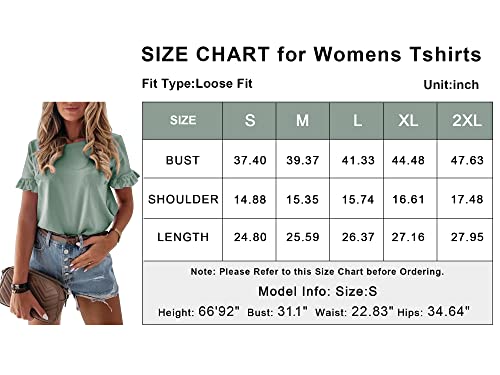 SIZE CHART for Womens Tshirts
Fit Type:Loose Fit Unit:inch
SIZE S M L XL 2XL
BUST 37.40 39.37 41.33 44.48 47.63
SHOULDER 14.88 15.35 15.74 16.61 17.48
LENGTH 24.80 25.59 26.37 27.16 27.95
Note: Please Refer to this Size Chart before Ordering.
Model Info: Size:S
Height: 66'92" Bust: 31.1" Waist: 22.83" Hips: 34.64"